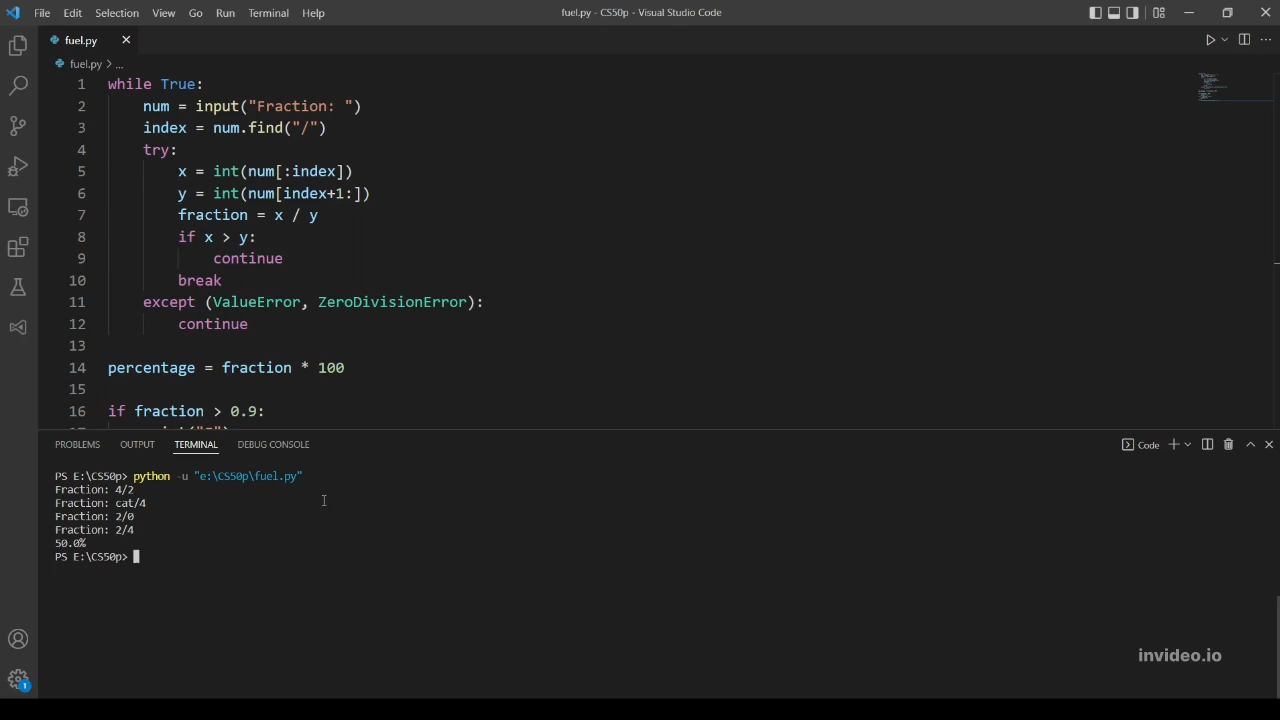 File Edit Selection View Go Run Terminal Help fuel.py - CS50p - Visual Studio Code
fuel.py
fuel.py > ...
1 while True:
2     num = input("Fraction: ")
3     index = num.find("/")
4     try:
5         x = int(num[:index])
6         y = int(num[index+1:])
7         fraction = x / y
8         if x > y:
9             continue
10         break
11     except (ValueError, ZeroDivisionError):
12         continue
13
14 percentage = fraction * 100
15
16 if fraction > 0.9:
PROBLEMS OUTPUT TERMINAL DEBUG CONSOLE Code
PS E:\CS50p> python -u "e:\CS50p\fuel.py"
Fraction: 4/2
Fraction: cat/4
Fraction: 2/0
Fraction: 2/4
50.0%
PS E:\CS50p>
invideo.io
1